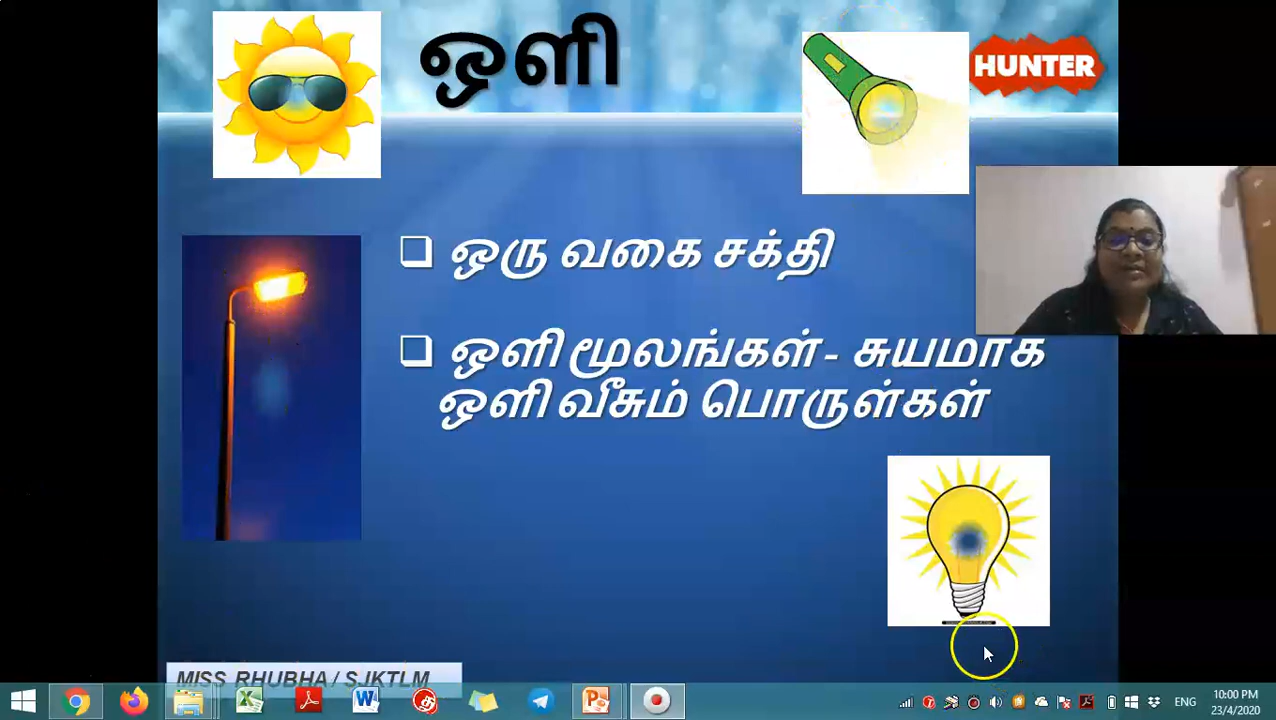 ஒளி
HUNTER
❑ ஒரு வகை சக்தி
❑ ஒளி மூலங்கள் - சுயமாக
ஒளி வீசும் பொருள்கள்
MISS RHUBHA / SJKTLM
ENG
10:00 PM
23/4/2020